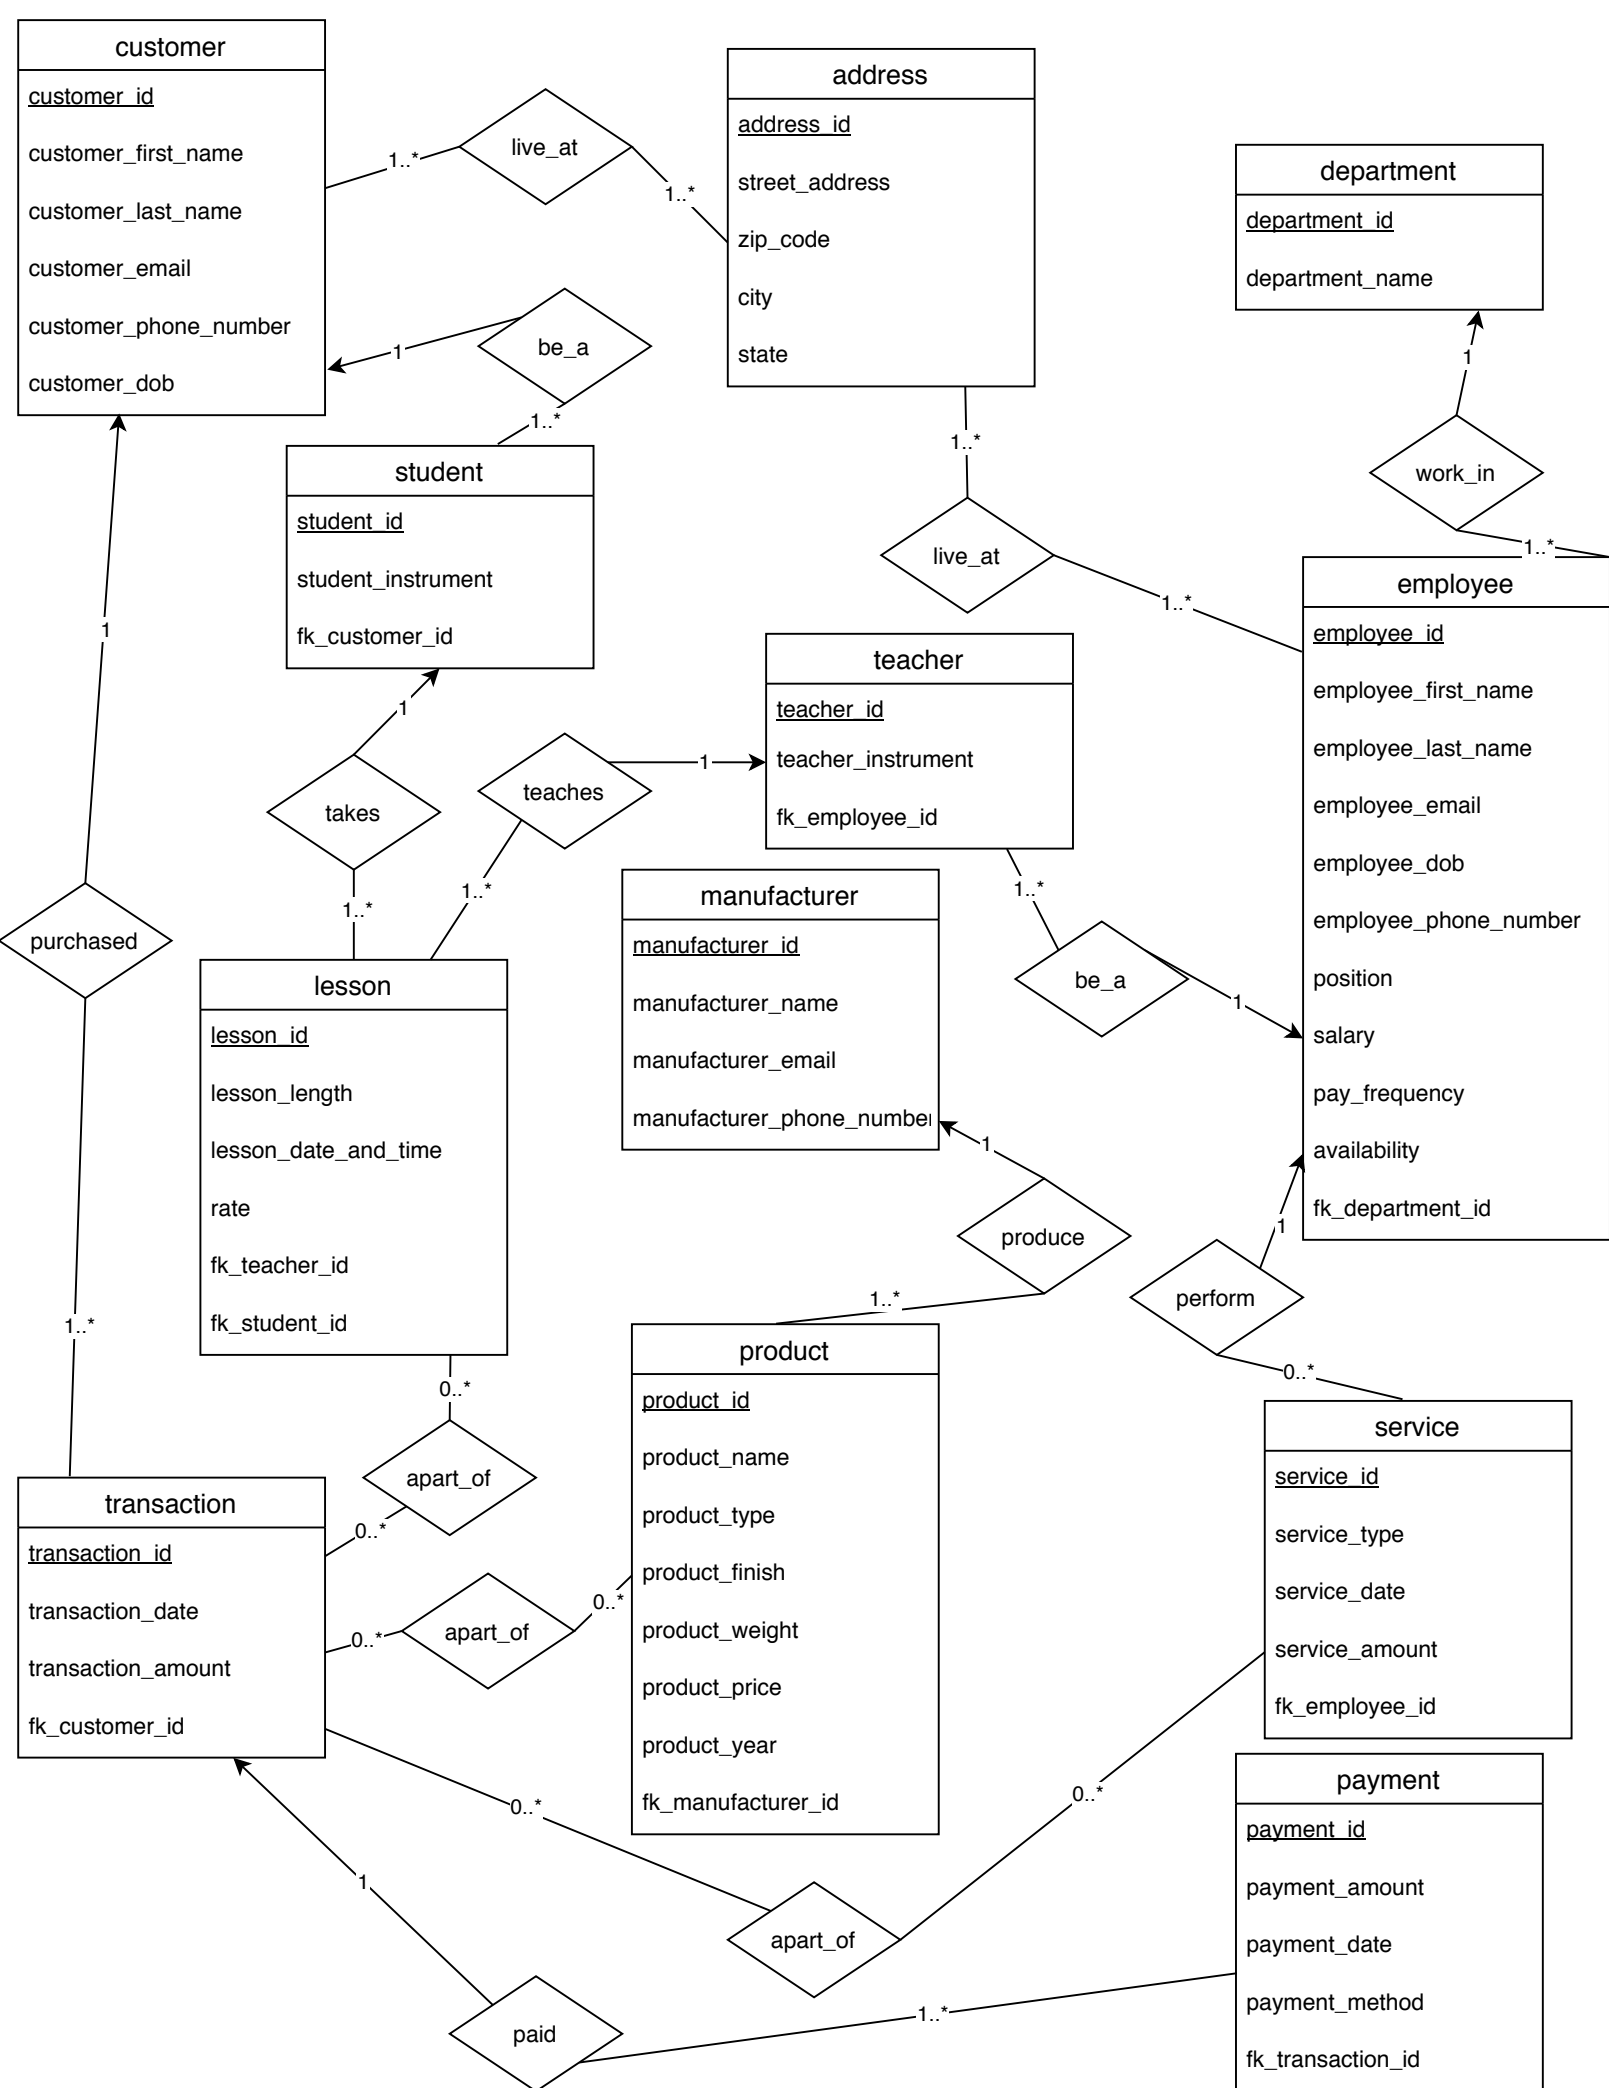 customer
customer_id
customer_first_name
customer_last_name
customer_email
customer_phone_number
customer_dob
1..*
live_at
1..*
address
address_id
street_address
zip_code
city
state
department
department_id
department_name
1
be_a
1..*
1
work_in
1..*
student
student_id
student_instrument
fk_customer_id
1..*
live_at
1..*
employee
employee_id
employee_first_name
employee_last_name
employee_email
employee_dob
employee_phone_number
position
salary
pay_frequency
availability
fk_department_id
1
purchased
1..*
1
takes
1..*
teaches
1
1..*
teacher
teacher_id
teacher_instrument
fk_employee_id
1..*
be_a
1
manufacturer
manufacturer_id
manufacturer_name
manufacturer_email
manufacturer_phone_number
1
produce
1..*
lesson
lesson_id
lesson_length
lesson_date_and_time
rate
fk_teacher_id
fk_student_id
1
perform
0..*
0..*
apart_of
0..*
product
product_id
product_name
product_type
product_finish
product_weight
product_price
product_year
fk_manufacturer_id
service
service_id
service_type
service_date
service_amount
fk_employee_id
transaction
transaction_id
transaction_date
transaction_amount
fk_customer_id
0..*
apart_of
0..*
0..*
apart_of
0..*
payment
payment_id
payment_amount
payment_date
payment_method
fk_transaction_id
1
paid
1..*